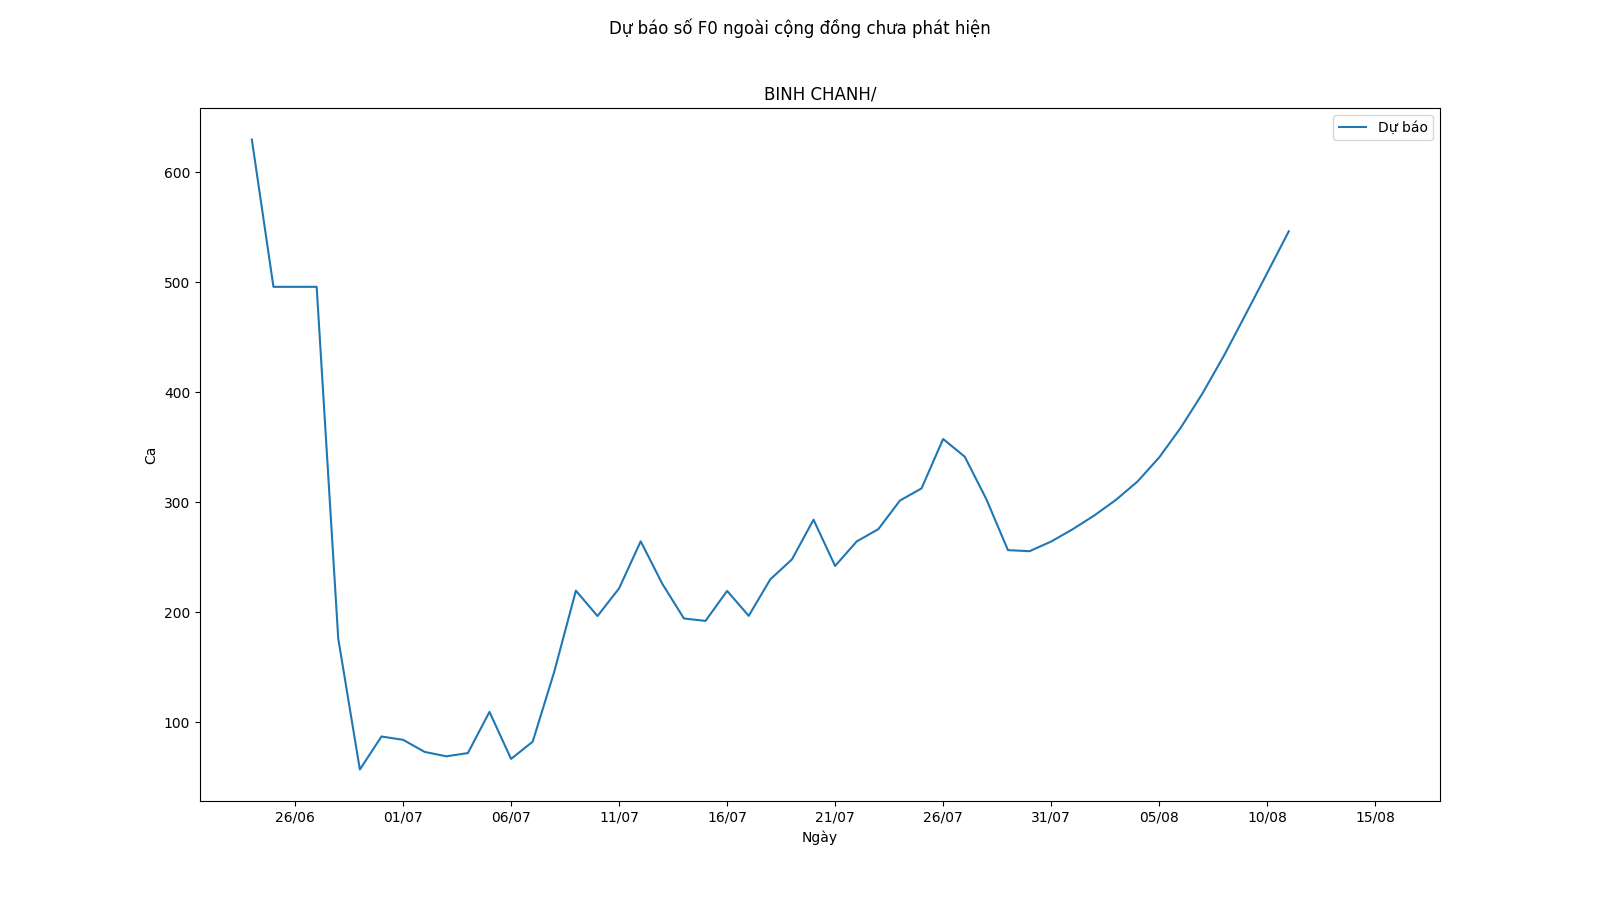 Dự báo số F0 ngoài cộng đồng chưa phát hiện
BINH CHANH/
Dự báo
600
500
400
300
200
100
Ca
26/06 01/07 06/07 11/07 16/07 21/07 26/07 31/07 05/08 10/08 15/08
Ngày